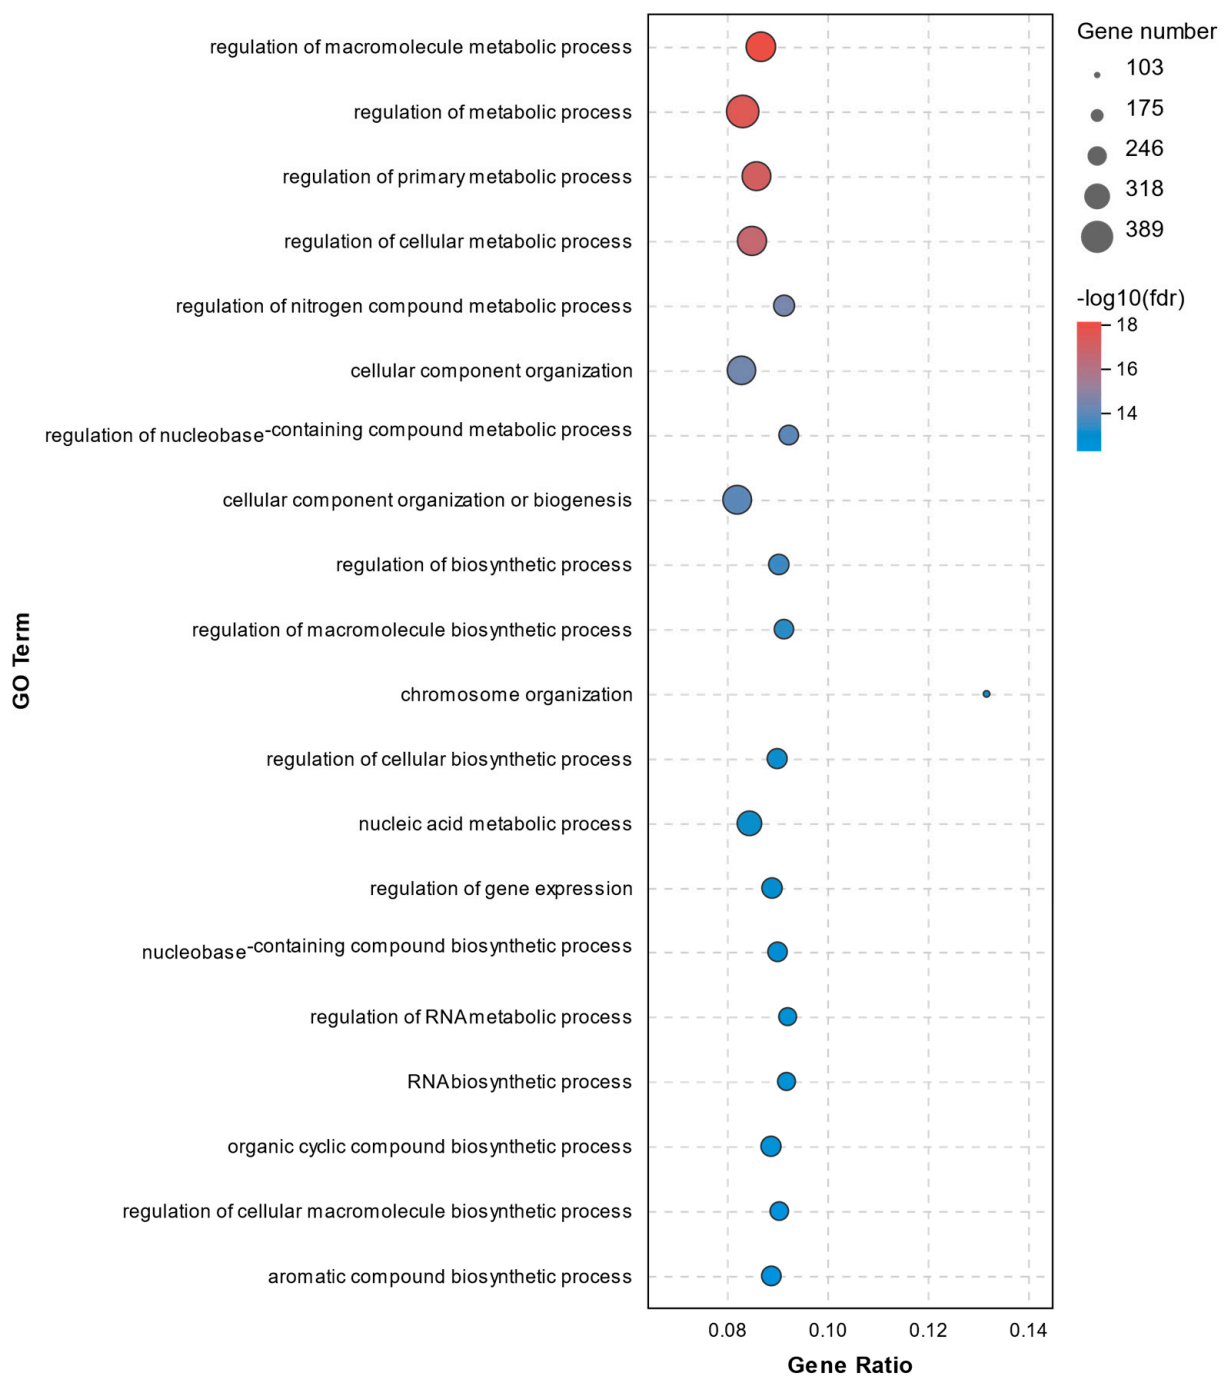 regulation of macromolecule metabolic process
regulation of metabolic process
regulation of primary metabolic process
regulation of cellular metabolic process
regulation of nitrogen compound metabolic process
cellular component organization
regulation of nucleobase-containing compound metabolic process
cellular component organization or biogenesis
regulation of biosynthetic process
regulation of macromolecule biosynthetic process
chromosome organization
regulation of cellular biosynthetic process
nucleic acid metabolic process
regulation of gene expression
nucleobase-containing compound biosynthetic process
regulation of RNA metabolic process
RNA biosynthetic process
organic cyclic compound biosynthetic process
regulation of cellular macromolecule biosynthetic process
aromatic compound biosynthetic process
GO Term
0.08 0.10 0.12 0.14
Gene Ratio
Gene number
103
175
246
318
389
-log10(fdr)
18
16
14